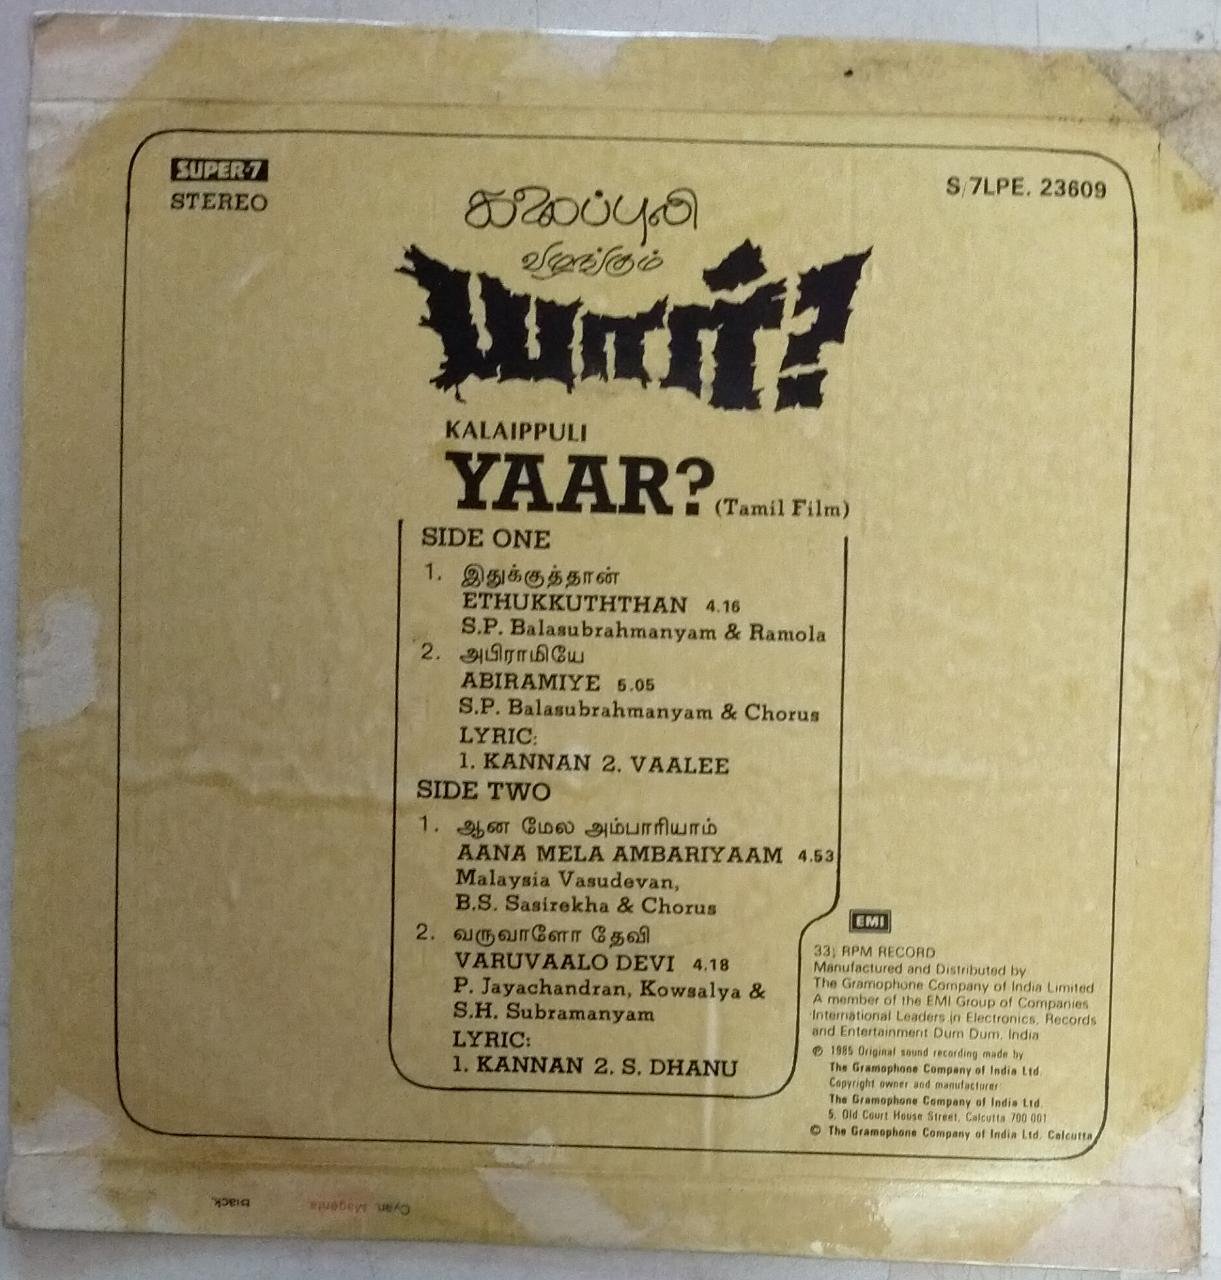 SUPER-7
STEREO
S/7LPE. 23609
கலைப்புலி
வழங்கும்
யார்?
KALAIPPULI
YAAR? (Tamil Film)
SIDE ONE
1. இதுக்குத்தான்
ETHUKKUTHTHAN 4.16
S.P. Balasubrahmanyam & Ramola
2. அபிராமியே
ABIRAMIYE 5.05
S.P. Balasubrahmanyam & Chorus
LYRIC:
1. KANNAN 2. VAALEE
SIDE TWO
1. ஆன மேல அம்பாரியாம்
AANA MELA AMBARIYAAM 4.53
Malaysia Vasudevan,
B.S. Sasirekha & Chorus
2. வருவாளோ தேவி
VARUVAALO DEVI 4.18
P. Jayachandran, Kowsalya &
S.H. Subramanyam
LYRIC:
1. KANNAN 2. S. DHANU
EMI
33⅓ RPM RECORD
Manufactured and Distributed by
The Gramophone Company of India Limited
A member of the EMI Group of Companies
International Leaders in Electronics, Records
and Entertainment Dum Dum, India
℗ 1985 Original sound recording made by
The Gramophone Company of India Ltd.
Copyright owner and manufacturer
The Gramophone Company of India Ltd.
5, Old Court House Street, Calcutta 700 001
© The Gramophone Company of India Ltd. Calcutta
Cyan, Magenta Black.